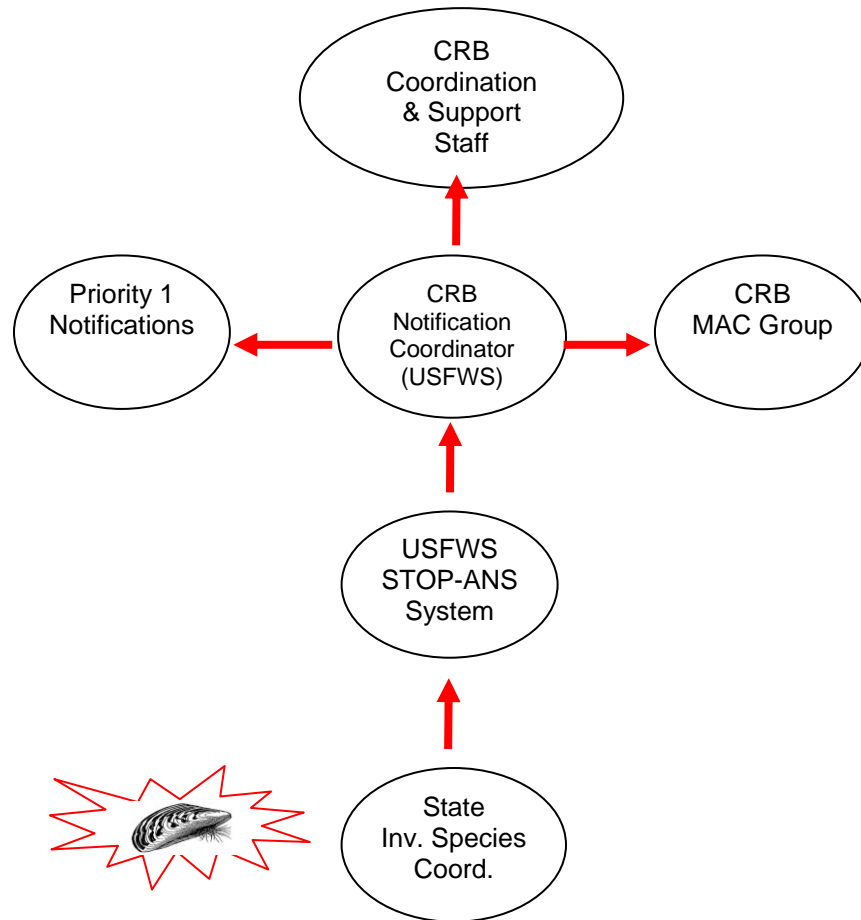 CRB
Coordination
& Support
Staff
Priority 1
Notifications
CRB
Notification
Coordinator
(USFWS)
CRB
MAC Group
USFWS
STOP-ANS
System
State
Inv. Species
Coord.